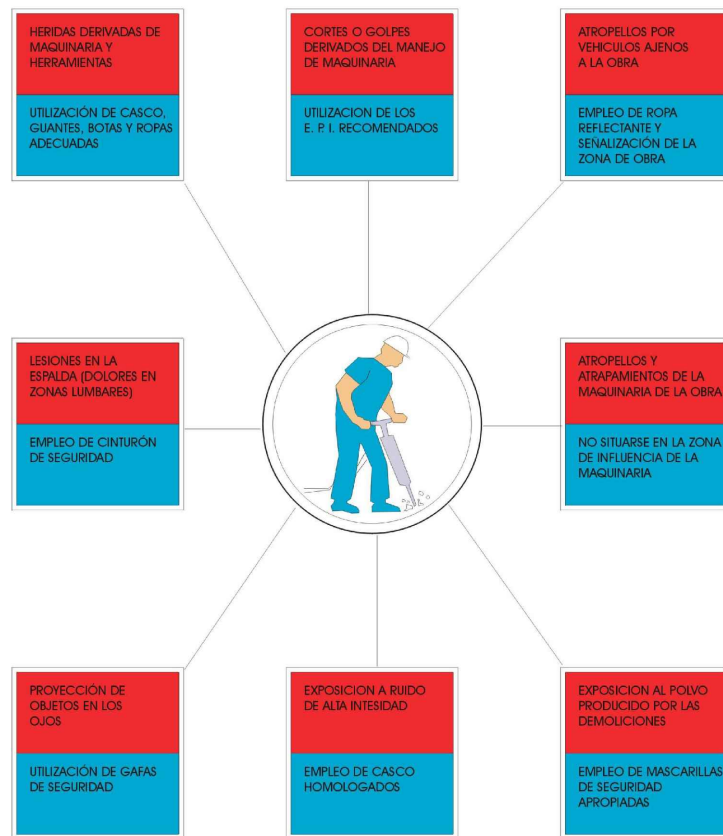 HERIDAS DERIVADAS DE
MAQUINARIA Y
HERRAMIENTAS
UTILIZACIÓN DE CASCO,
GUANTES, BOTAS Y ROPAS
ADECUADAS
CORTES O GOLPES
DERIVADOS DEL MANEJO
DE MAQUINARIA
UTILIZACION DE LOS
E. P. I. RECOMENDADOS
ATROPELLOS POR
VEHICULOS AJENOS
A LA OBRA
EMPLEO DE ROPA
REFLECTANTE Y
SEÑALIZACIÓN DE LA
ZONA DE OBRA
LESIONES EN LA
ESPALDA (DOLORES EN
ZONAS LUMBARES)
EMPLEO DE CINTURÓN
DE SEGURIDAD
ATROPELLOS Y
ATRAPAMIENTOS DE LA
MAQUINARIA DE LA OBRA
NO SITUARSE EN LA ZONA
DE INFLUENCIA DE LA
MAQUINARIA
PROYECCIÓN DE
OBJETOS EN LOS
OJOS
UTILIZACIÓN DE GAFAS
DE SEGURIDAD
EXPOSICION A RUIDO
DE ALTA INTESIDAD
EMPLEO DE CASCO
HOMOLOGADOS
EXPOSICION AL POLVO
PRODUCIDO POR LAS
DEMOLICIONES
EMPLEO DE MASCARILLAS
DE SEGURIDAD
APROPIADAS